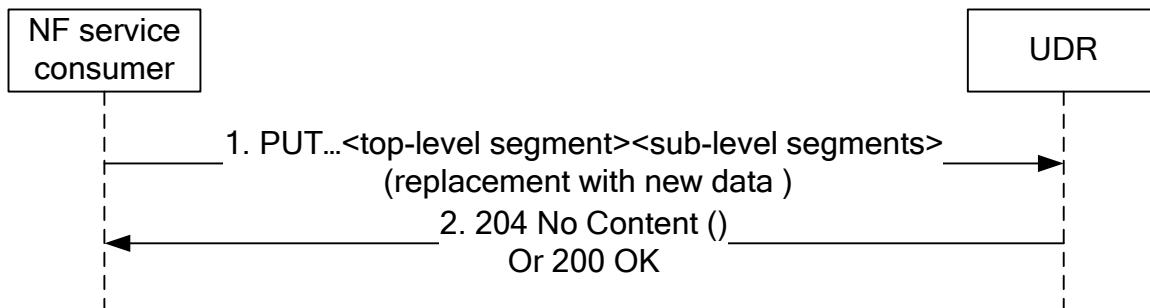 NF service
consumer
UDR
1. PUT…<top-level segment><sub-level segments>
(replacement with new data )
2. 204 No Content ()
Or 200 OK